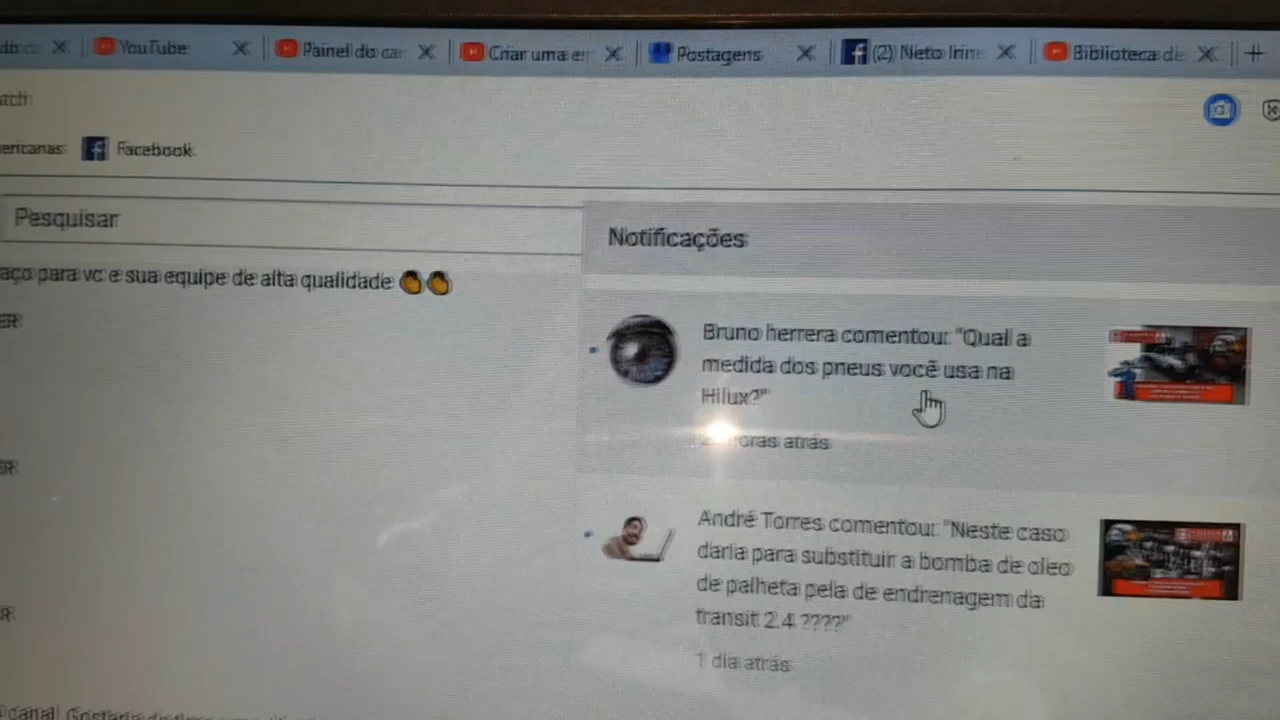 YouTube
Painel do car
Criar uma em
Postagens
(2) Neto Irine
Biblioteca de
ericanas
Facebook
Pesquisar
Notificações
aço para vc e sua equipe de alta qualidade 👏👏
Bruno herrera comentou: "Qual a
medida dos pneus você usa na
Hilux?"
oras atrás
André Torres comentou: "Neste caso
daria para substituir a bomba de oleo
de palheta pela de endrenagem da
transit 2.4 ????"
1 dia atrás